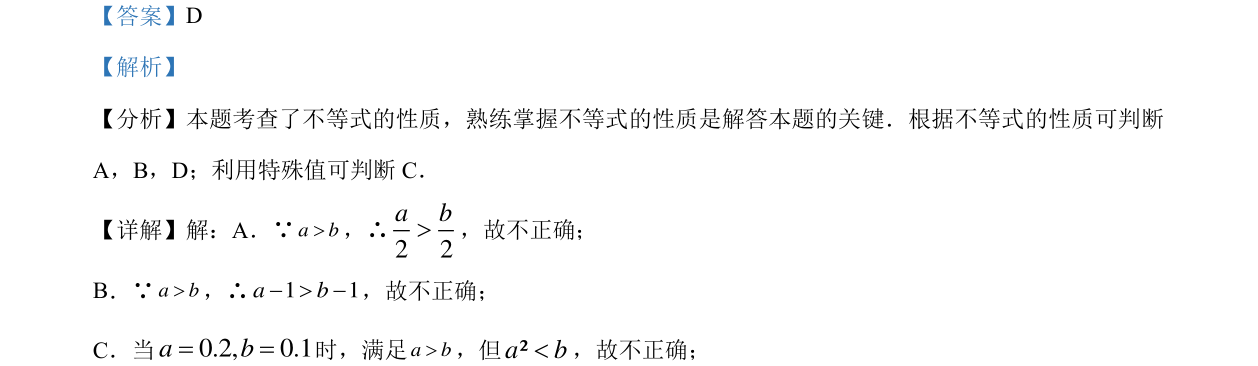 【答案】D
【解析】
【分析】本题考查了不等式的性质，熟练掌握不等式的性质是解答本题的关键．根据不等式的性质可判断
A，B，D；利用特殊值可判断 C．
【详解】解：A．∵a>b，∴a/2>b/2，故不正确；
B．∵a>b，∴a−1>b−1，故不正确；
C．当a=0.2,b=0.1时，满足a>b，但a²<b，故不正确；